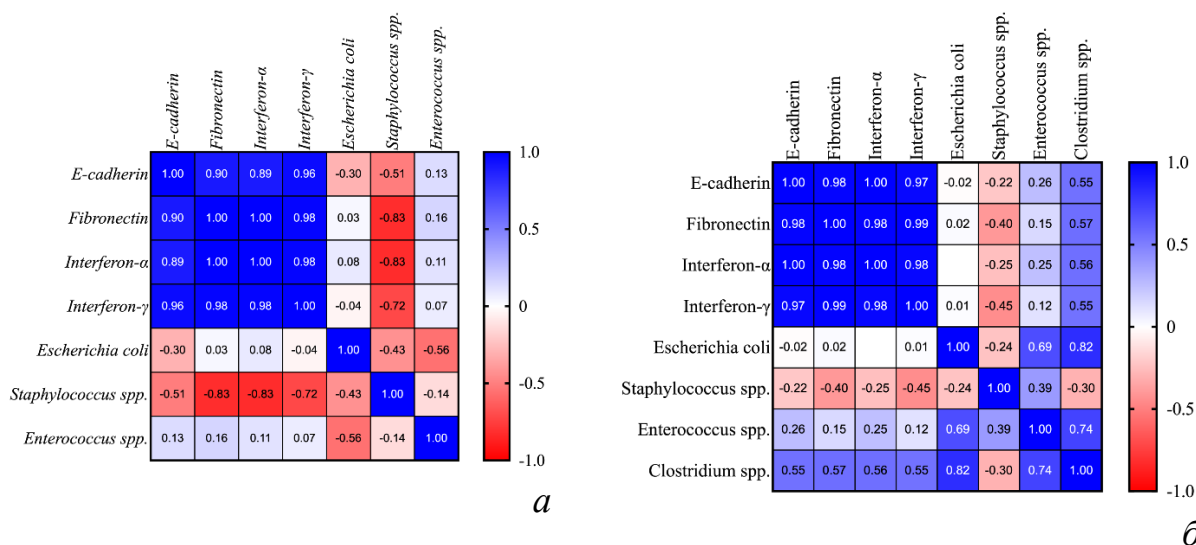 E-cadherin Fibronectin Interferon-α Interferon-γ Escherichia coli Staphylococcus spp. Enterococcus spp.
E-cadherin 1.00 0.90 0.89 0.96 -0.30 -0.51 0.13
Fibronectin 0.90 1.00 1.00 0.98 0.03 -0.83 0.16
Interferon-α 0.89 1.00 1.00 0.98 0.08 -0.83 0.11
Interferon-γ 0.96 0.98 0.98 1.00 -0.04 -0.72 0.07
Escherichia coli -0.30 0.03 0.08 -0.04 1.00 -0.43 -0.56
Staphylococcus spp. -0.51 -0.83 -0.83 -0.72 -0.43 1.00 -0.14
Enterococcus spp. 0.13 0.16 0.11 0.07 -0.56 -0.14 1.00
1.0
0.5
0
-0.5
-1.0
а
E-cadherin Fibronectin Interferon-α Interferon-γ Escherichia coli Staphylococcus spp. Enterococcus spp. Clostridium spp.
E-cadherin 1.00 0.98 1.00 0.97 -0.02 -0.22 0.26 0.55
Fibronectin 0.98 1.00 0.98 0.99 0.02 -0.40 0.15 0.57
Interferon-α 1.00 0.98 1.00 0.98 -0.25 0.25 0.56
Interferon-γ 0.97 0.99 0.98 1.00 0.01 -0.45 0.12 0.55
Escherichia coli -0.02 0.02 0.01 1.00 -0.24 0.69 0.82
Staphylococcus spp. -0.22 -0.40 -0.25 -0.45 -0.24 1.00 0.39 -0.30
Enterococcus spp. 0.26 0.15 0.25 0.12 0.69 0.39 1.00 0.74
Clostridium spp. 0.55 0.57 0.56 0.55 0.82 -0.30 0.74 1.00
1.0
0.5
0
-0.5
-1.0
б